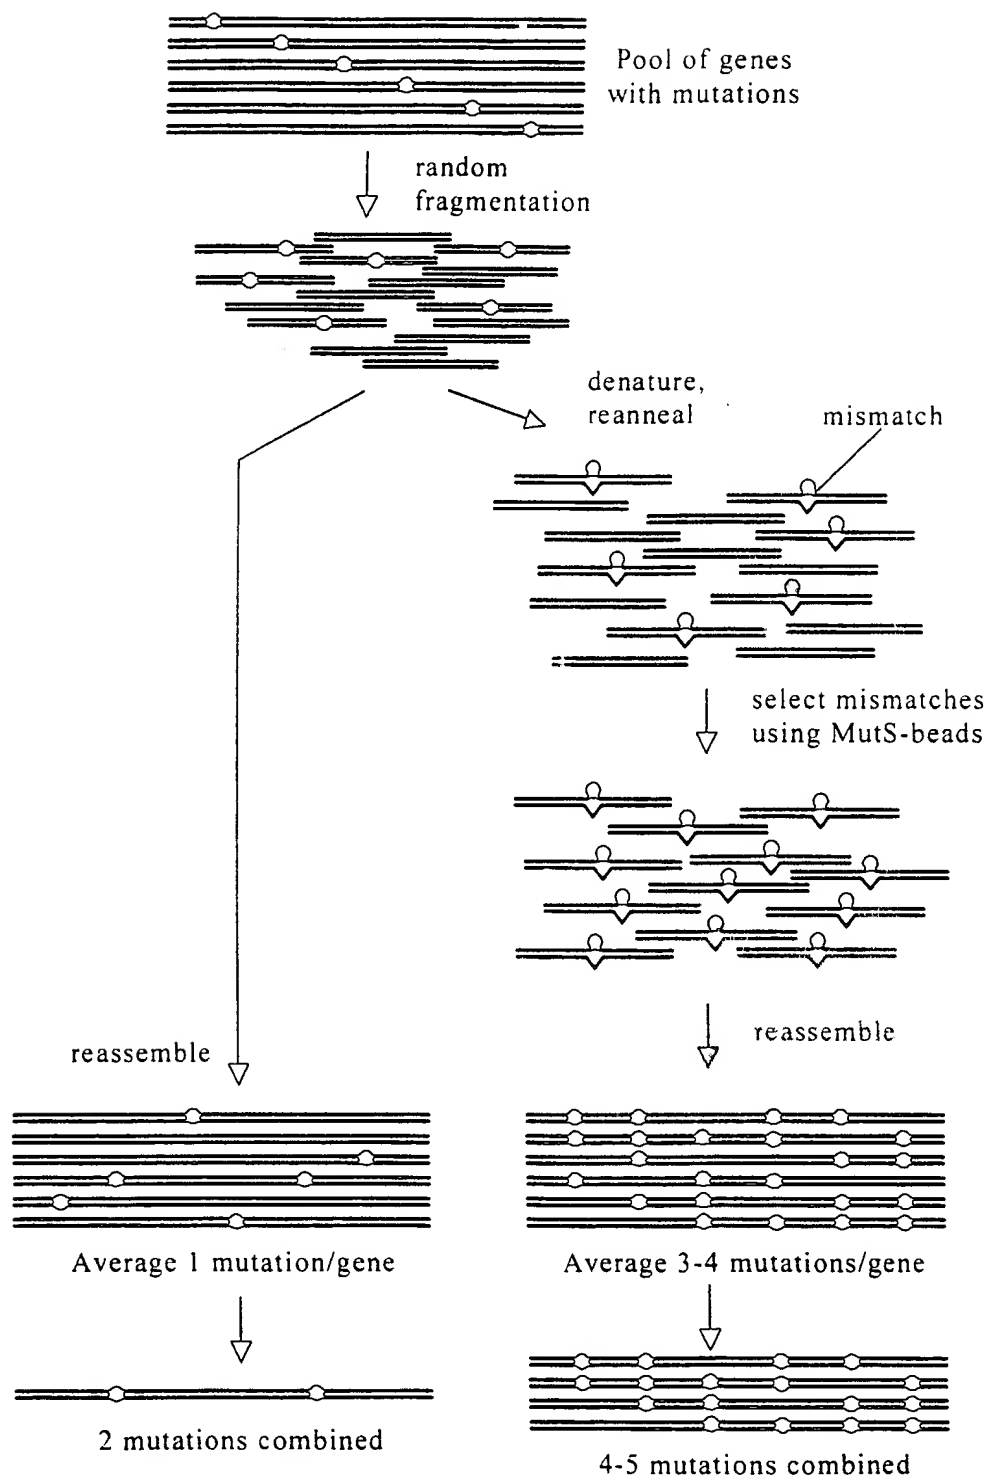 Pool of genes
with mutations
random
fragmentation
denature,
reanneal
mismatch
select mismatches
using MutS-beads
reassemble
reassemble
Average 1 mutation/gene
Average 3-4 mutations/gene
2 mutations combined
4-5 mutations combined